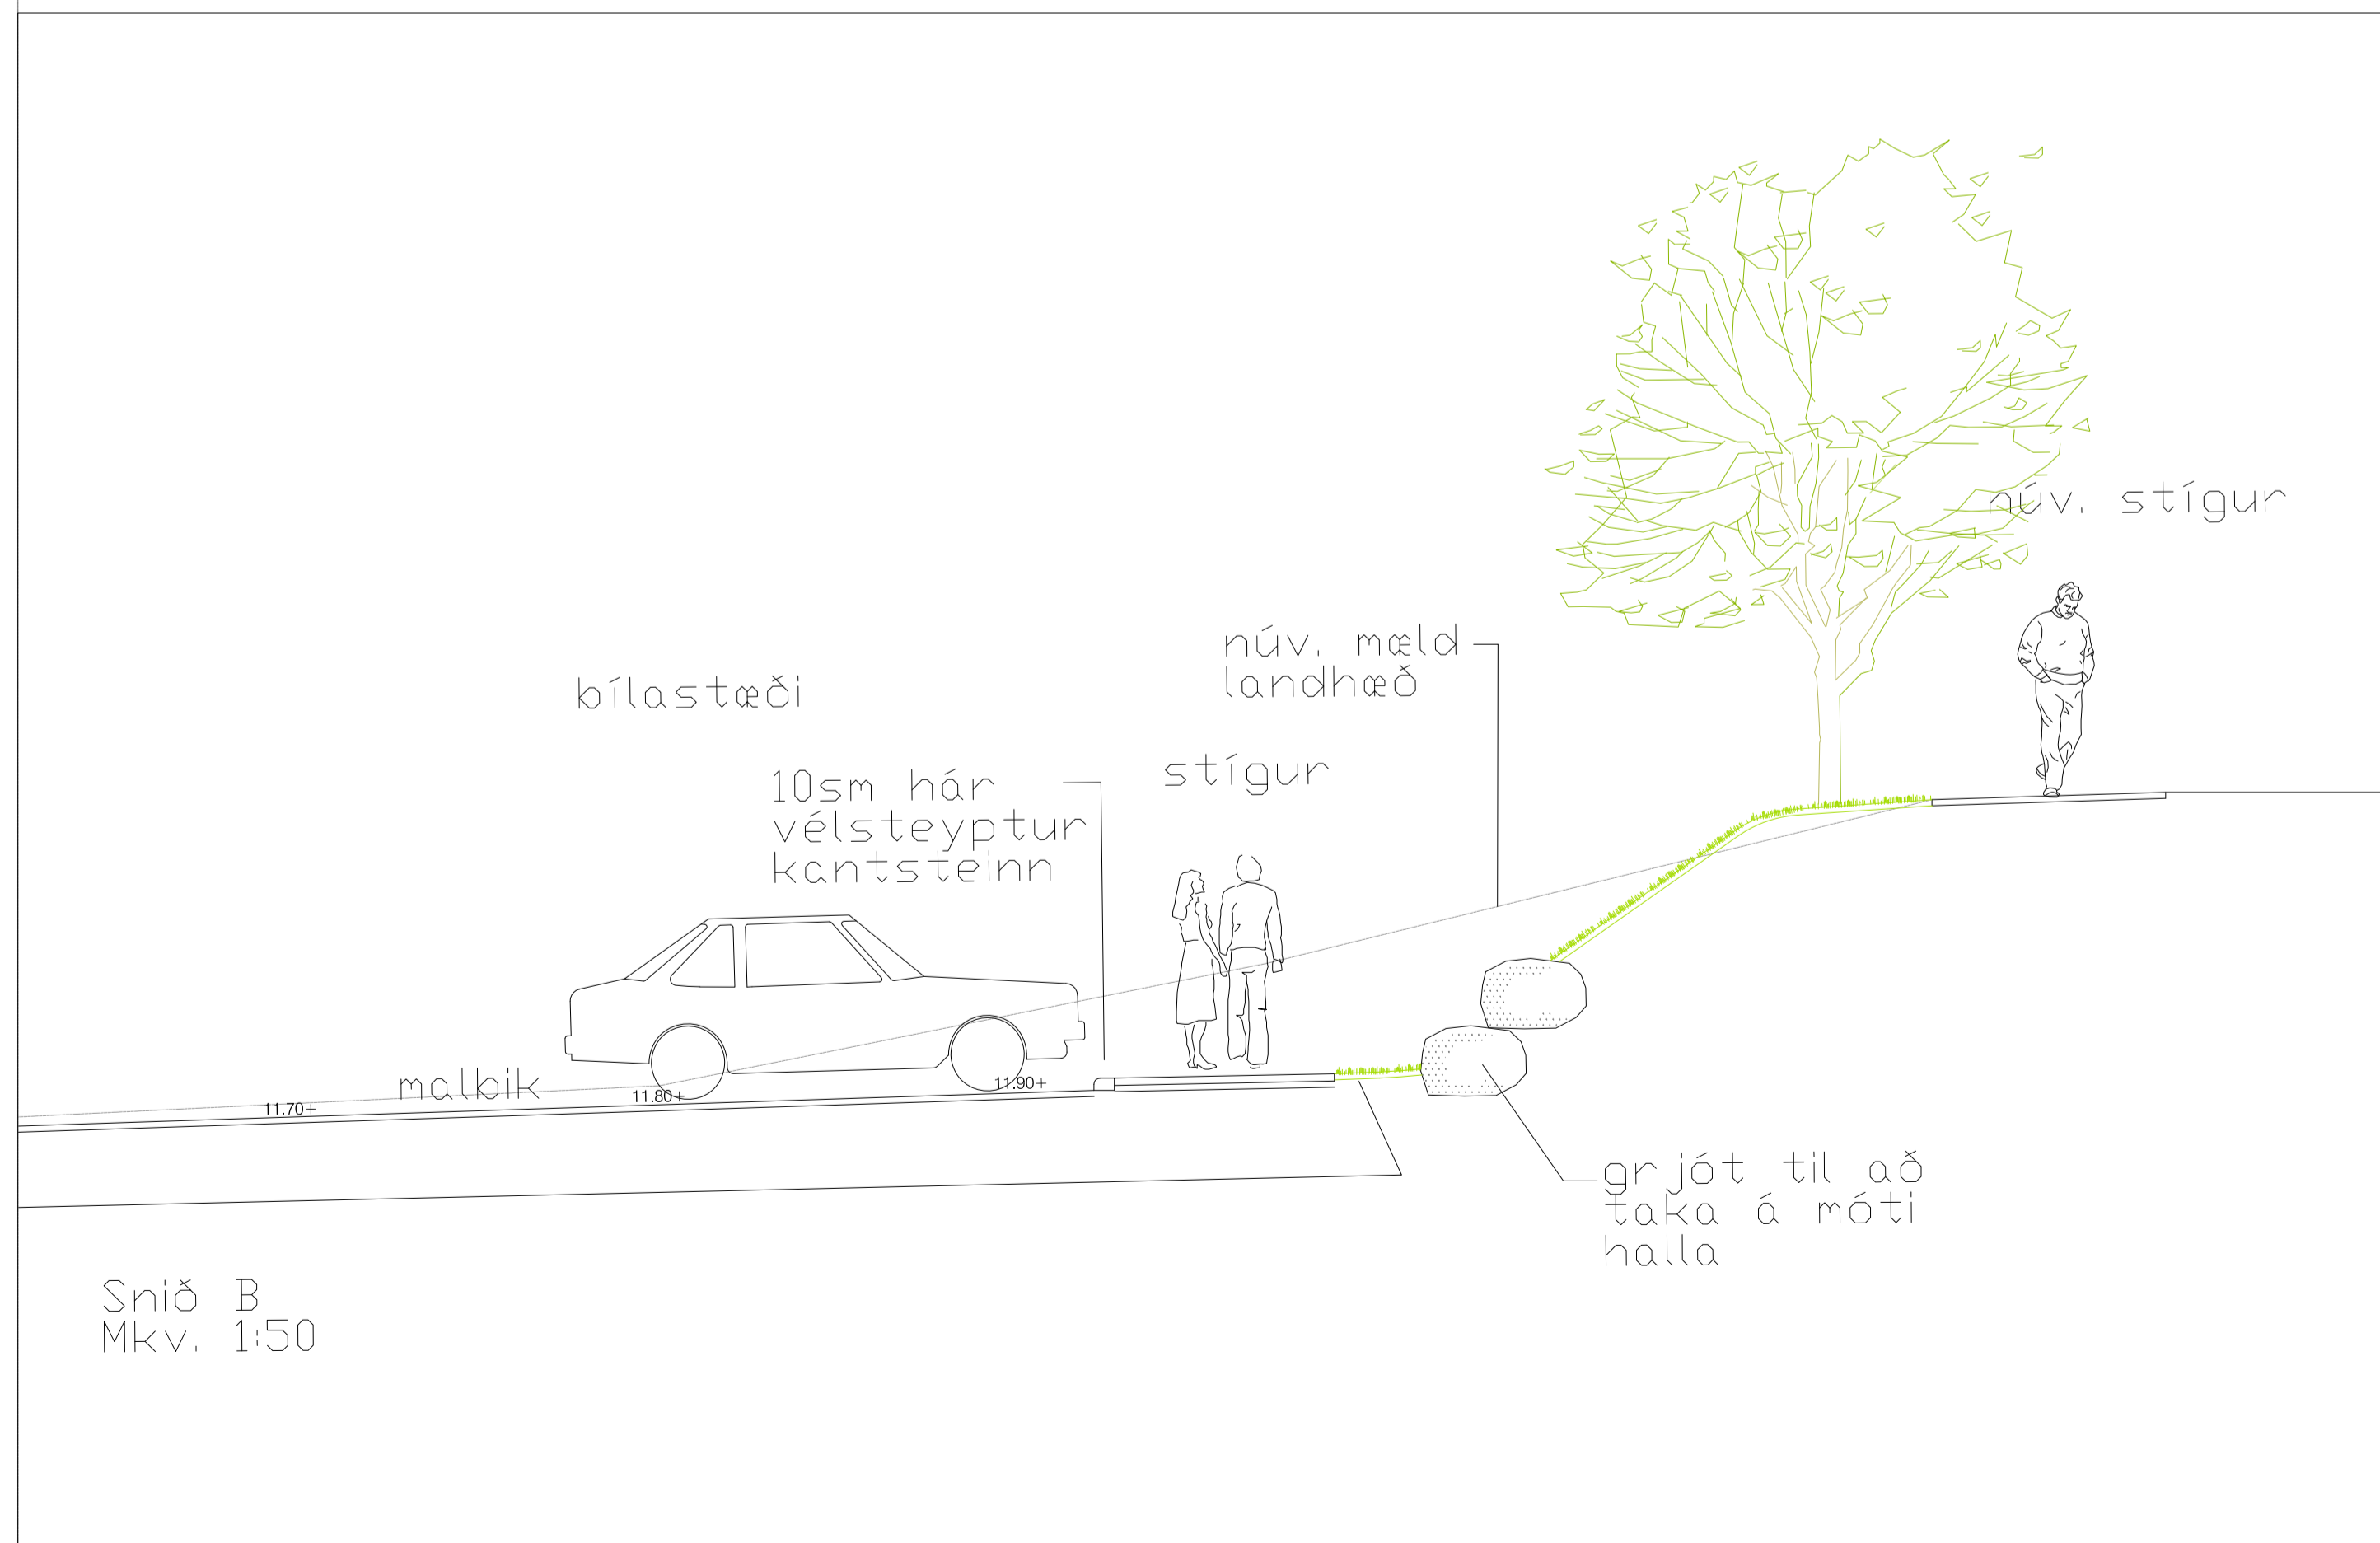 núv. stígur
núv. mæld
landhæð
bílastæði
stígur
10sm hár
vélsteyptur
kantsteinn
malbik
11.70+
11.80+
11.90+
grjót til að
taka á móti
halla
Snið B
Mkv. 1:50